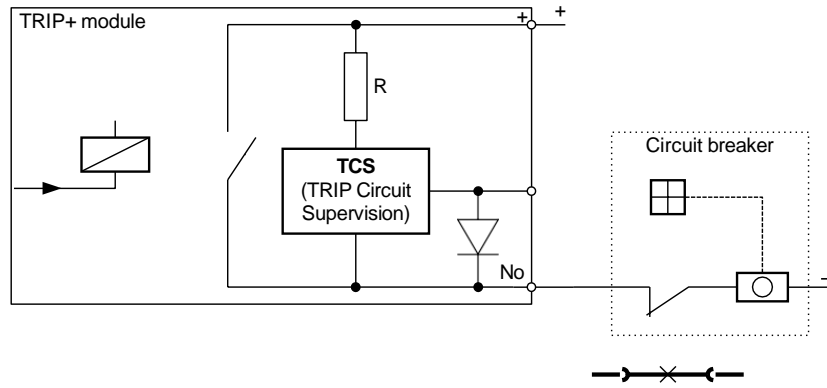 TRIP+ module
+
+
R
TCS
(TRIP Circuit
Supervision)
No
Circuit breaker
-